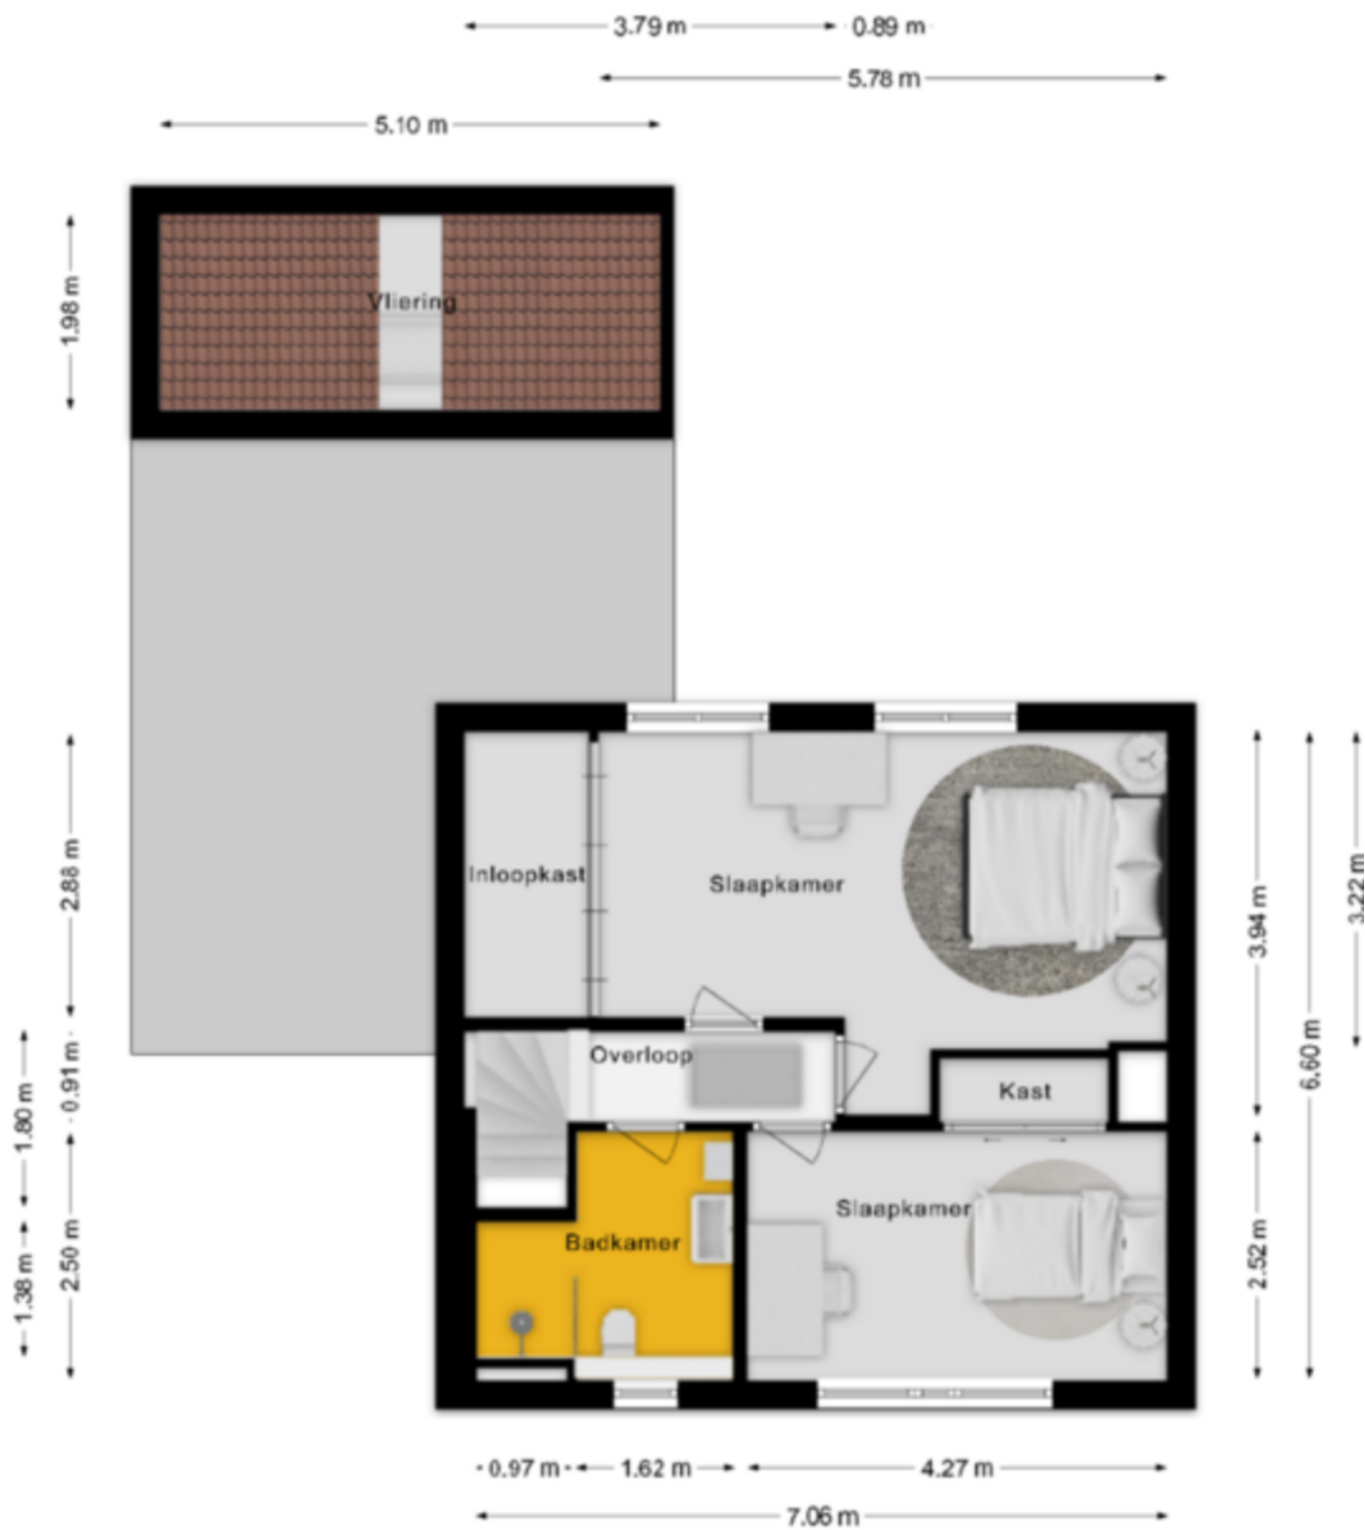 3.79 m
0.89 m
5.78 m
5.10 m
1.98 m
Vliering
2.88 m
Inloopkast
Slaapkamer
3.94 m
3.22 m
6.60 m
0.91 m
1.80 m
Overloop
Kast
Slaapkamer
Badkamer
2.50 m
1.38 m
2.52 m
0.97 m
1.62 m
4.27 m
7.06 m